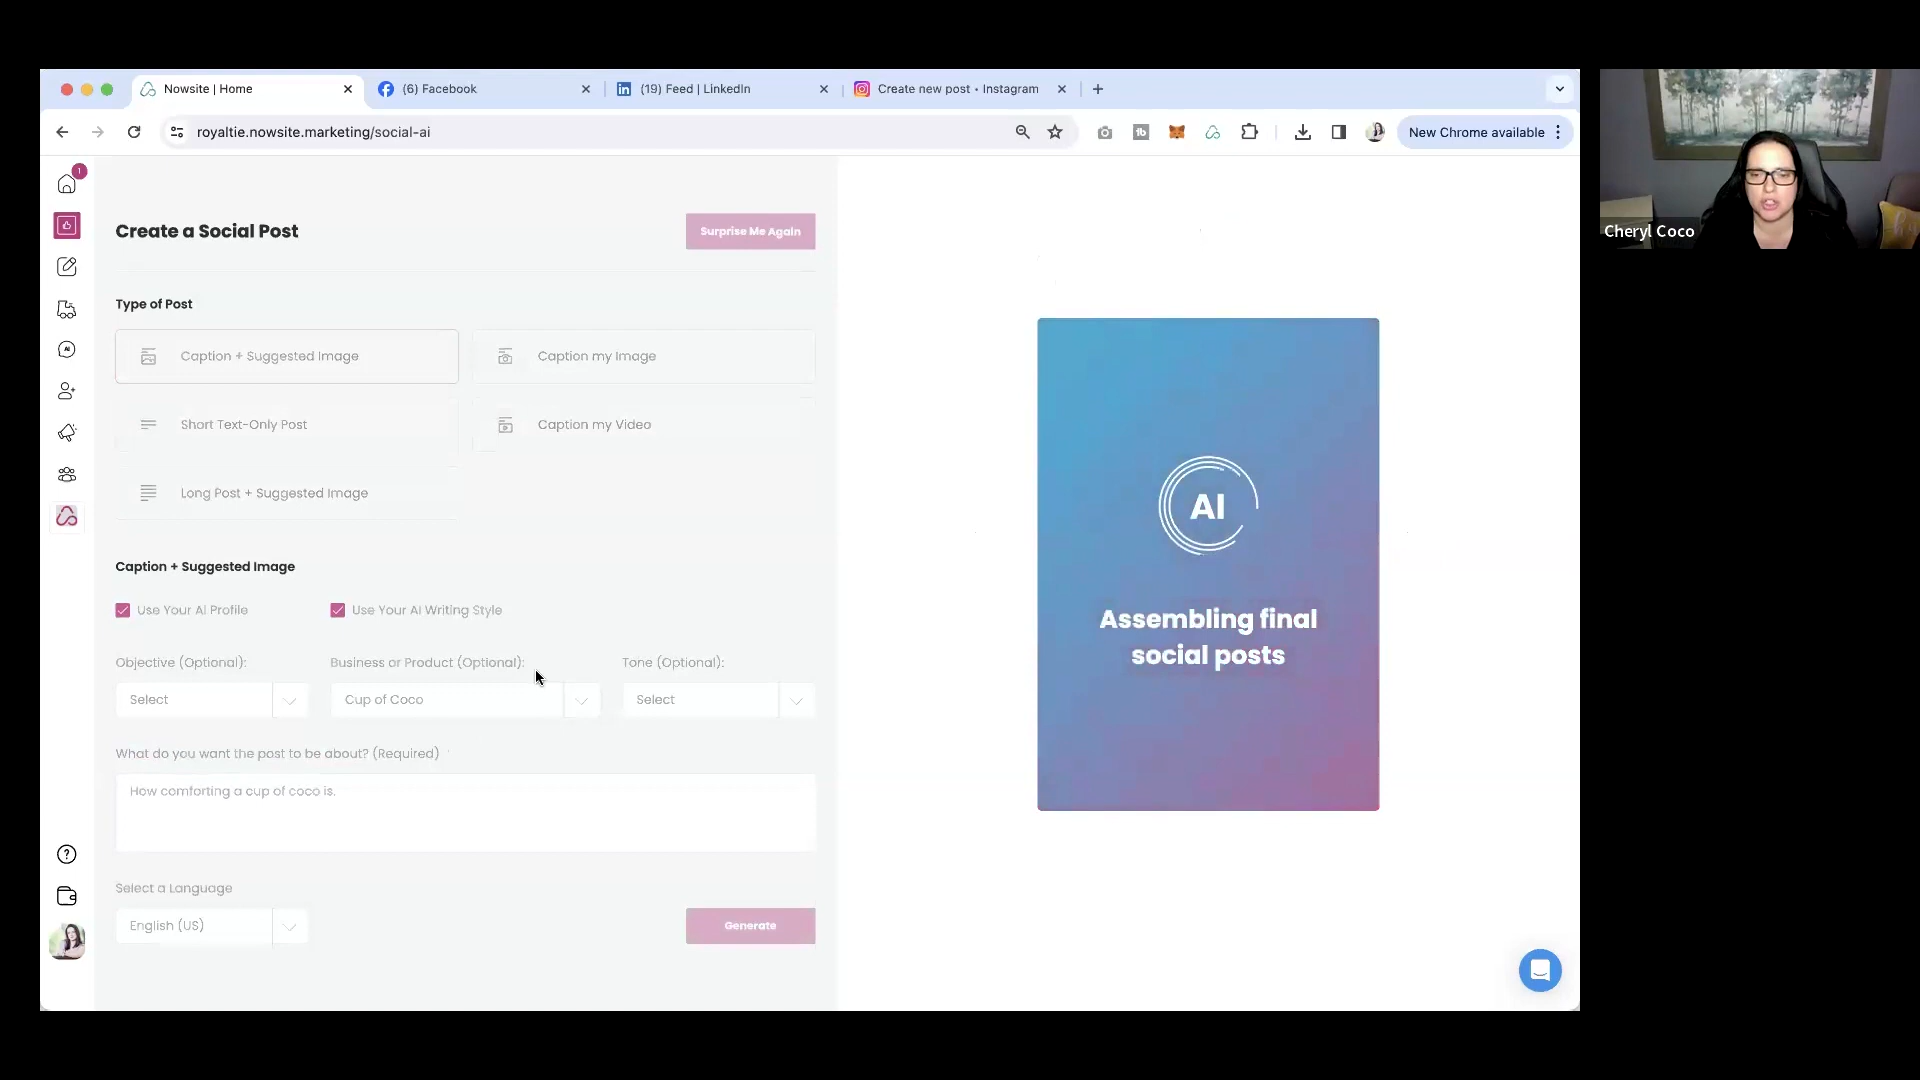 Nowsite | Home
(6) Facebook
(19) Feed | LinkedIn
Create new post • Instagram
royaltie.nowsite.marketing/social-ai
New Chrome available
1
Create a Social Post
Surprise Me Again
Type of Post
Caption + Suggested Image
Caption my Image
Short Text-Only Post
Caption my Video
Long Post + Suggested Image
Caption + Suggested Image
Use Your AI Profile
Use Your AI Writing Style
Objective (Optional):
Business or Product (Optional):
Tone (Optional):
Select
Cup of Coco
Select
What do you want the post to be about? (Required)
How comforting a cup of coco is.
Select a Language
English (US)
Generate
AI
Assembling final
social posts
Cheryl Coco